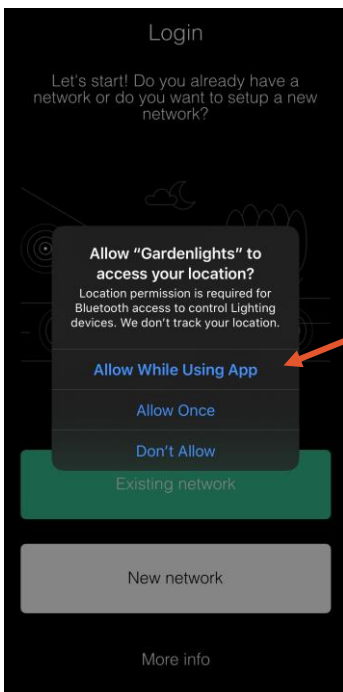 Login
Let's start! Do you already have a
network or do you want to setup a new
network?
Allow “Gardenlights” to
access your location?
Location permission is required for
Bluetooth access to control Lighting
devices. We don't track your location.
Allow While Using App
Allow Once
Don't Allow
Existing network
New network
More info